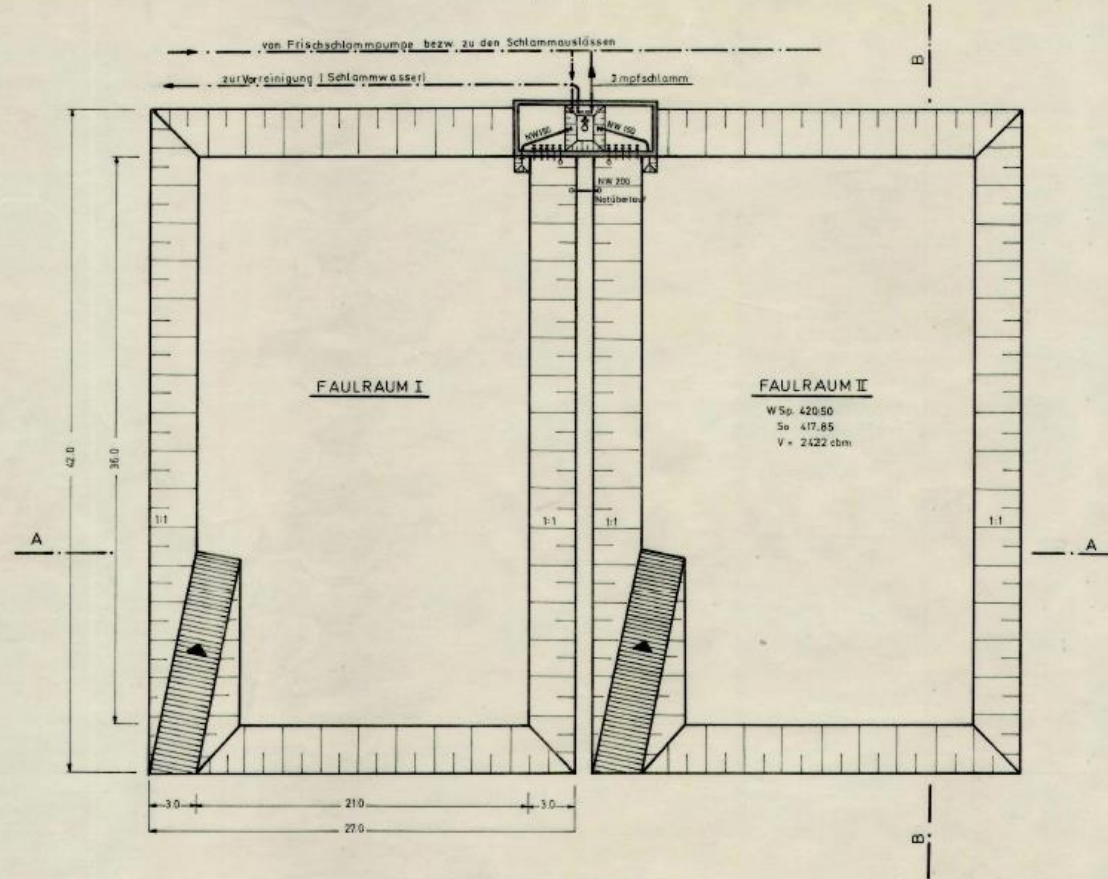 von Frischschlammpumpe bezw. zu den Schlammauslässen
zur Vorreinigung (Schlammwasser)
Impfschlamm
B
NW 150
NW 150
NW 200
Notüberlauf
42.0
36.0
FAULRAUM I
FAULRAUM II
W Sp. 420.50
So 417.85
V = 2422 cbm
1:1
1:1
1:1
1:1
A
A
3.0
21.0
3.0
27.0
B